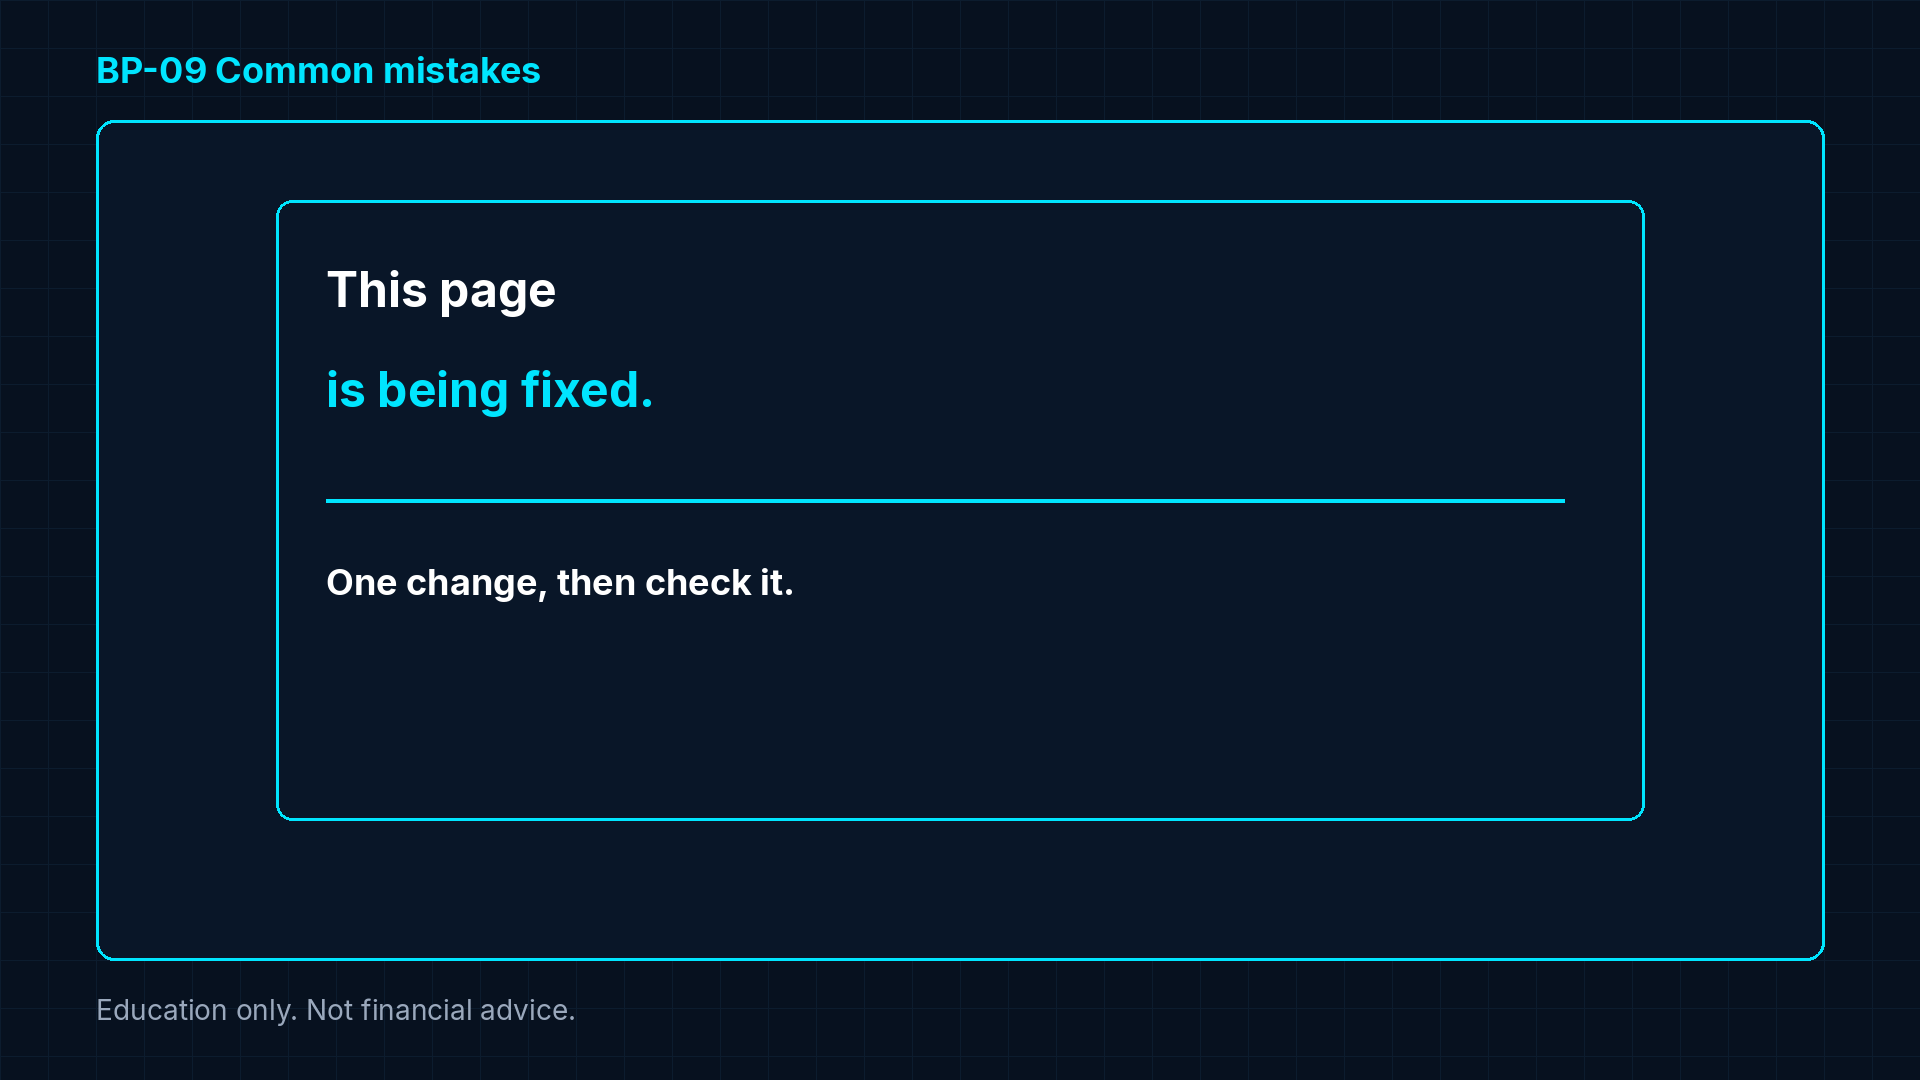 BP-09 Common mistakes
This page
is being fixed.
One change, then check it.
Education only. Not financial advice.